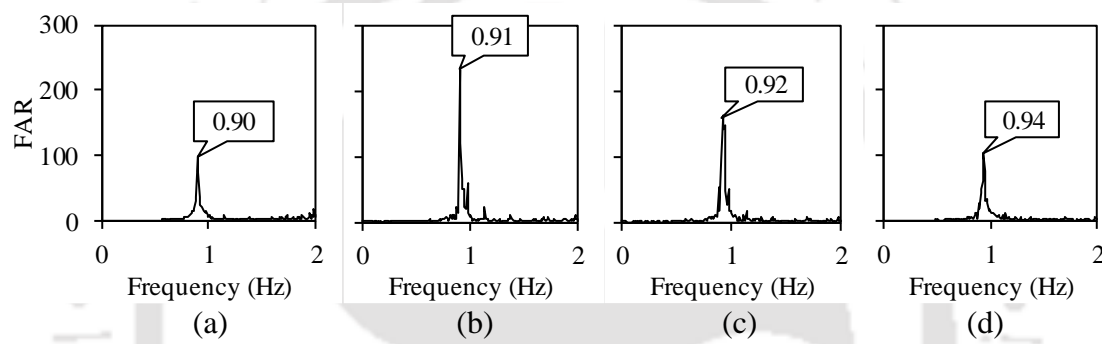 300
200
100
0
FAR
0.90
0.91
0.92
0.94
0 1 2
0 1 2
0 1 2
0 1 2
Frequency (Hz)
Frequency (Hz)
Frequency (Hz)
Frequency (Hz)
(a)
(b)
(c)
(d)